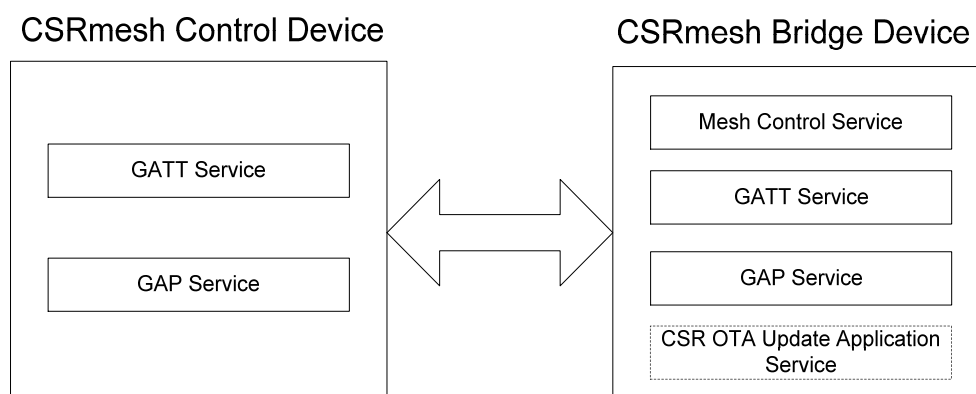 CSRmesh Control Device
GATT Service
GAP Service
CSRmesh Bridge Device
Mesh Control Service
GATT Service
GAP Service
CSR OTA Update Application
Service